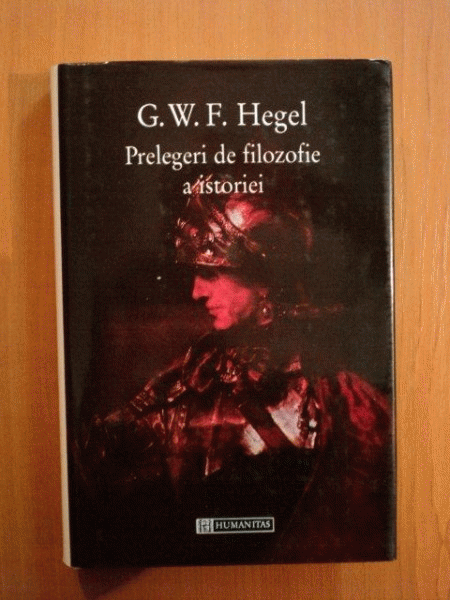 G. W. F. Hegel
Prelegeri de filozofie
a istoriei
HUMANITAS